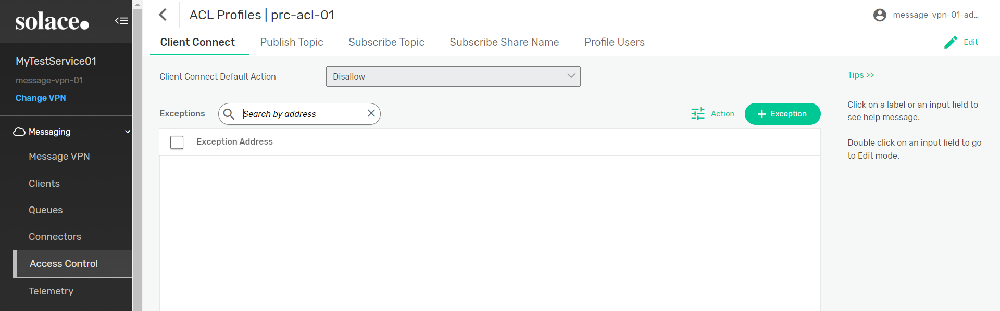 solace.
MyTestService01
message-vpn-01
Change VPN
Messaging
Message VPN
Clients
Queues
Connectors
Access Control
Telemetry
ACL Profiles | prc-acl-01
message-vpn-01-ad...
Client Connect
Publish Topic
Subscribe Topic
Subscribe Share Name
Profile Users
Edit
Client Connect Default Action
Disallow
Exceptions
Search by address
Action
+ Exception
Exception Address
Tips >>
Click on a label or an input field to
see help message.
Double click on an input field to go
to Edit mode.